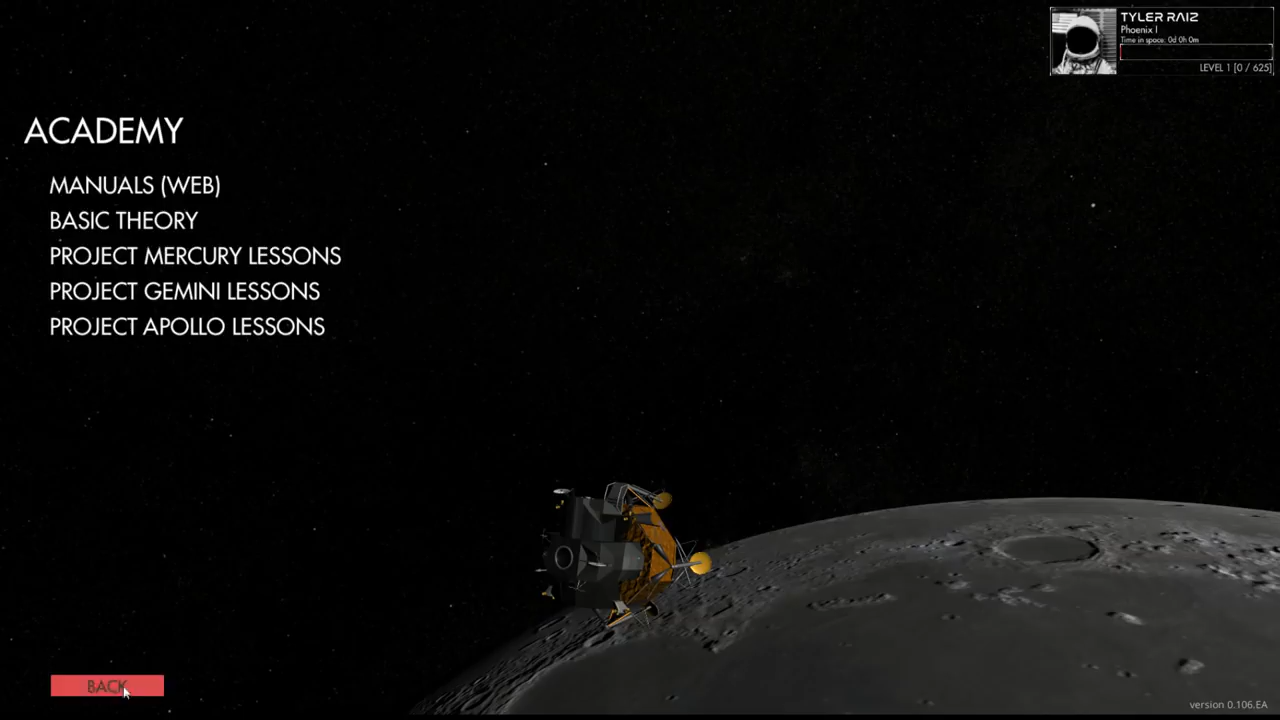 TYLER RAIZ
Phoenix I
Time in space: 0d 0h 0m
LEVEL 1 [0 / 625]
ACADEMY
MANUALS (WEB)
BASIC THEORY
PROJECT MERCURY LESSONS
PROJECT GEMINI LESSONS
PROJECT APOLLO LESSONS
BACK
version 0.106.EA